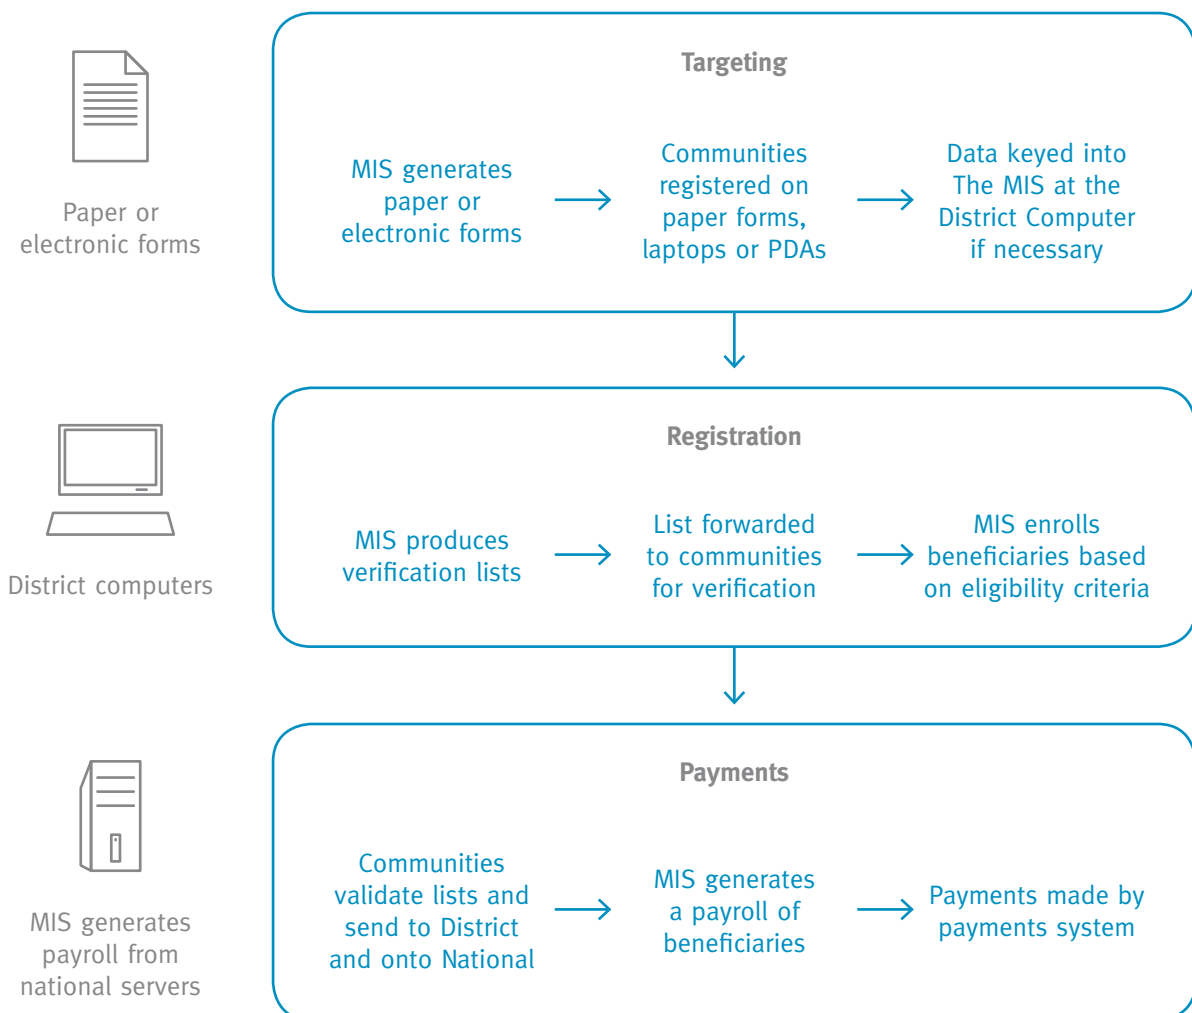 Targeting
Paper or
electronic forms
MIS generates
paper or
electronic forms
Communities
registered on
paper forms,
laptops or PDAs
Data keyed into
The MIS at the
District Computer
if necessary
Registration
District computers
MIS produces
verification lists
List forwarded
to communities
for verification
MIS enrolls
beneficiaries based
on eligibility criteria
Payments
MIS generates
payroll from
national servers
Communities
validate lists and
send to District
and onto National
MIS generates
a payroll of
beneficiaries
Payments made by
payments system